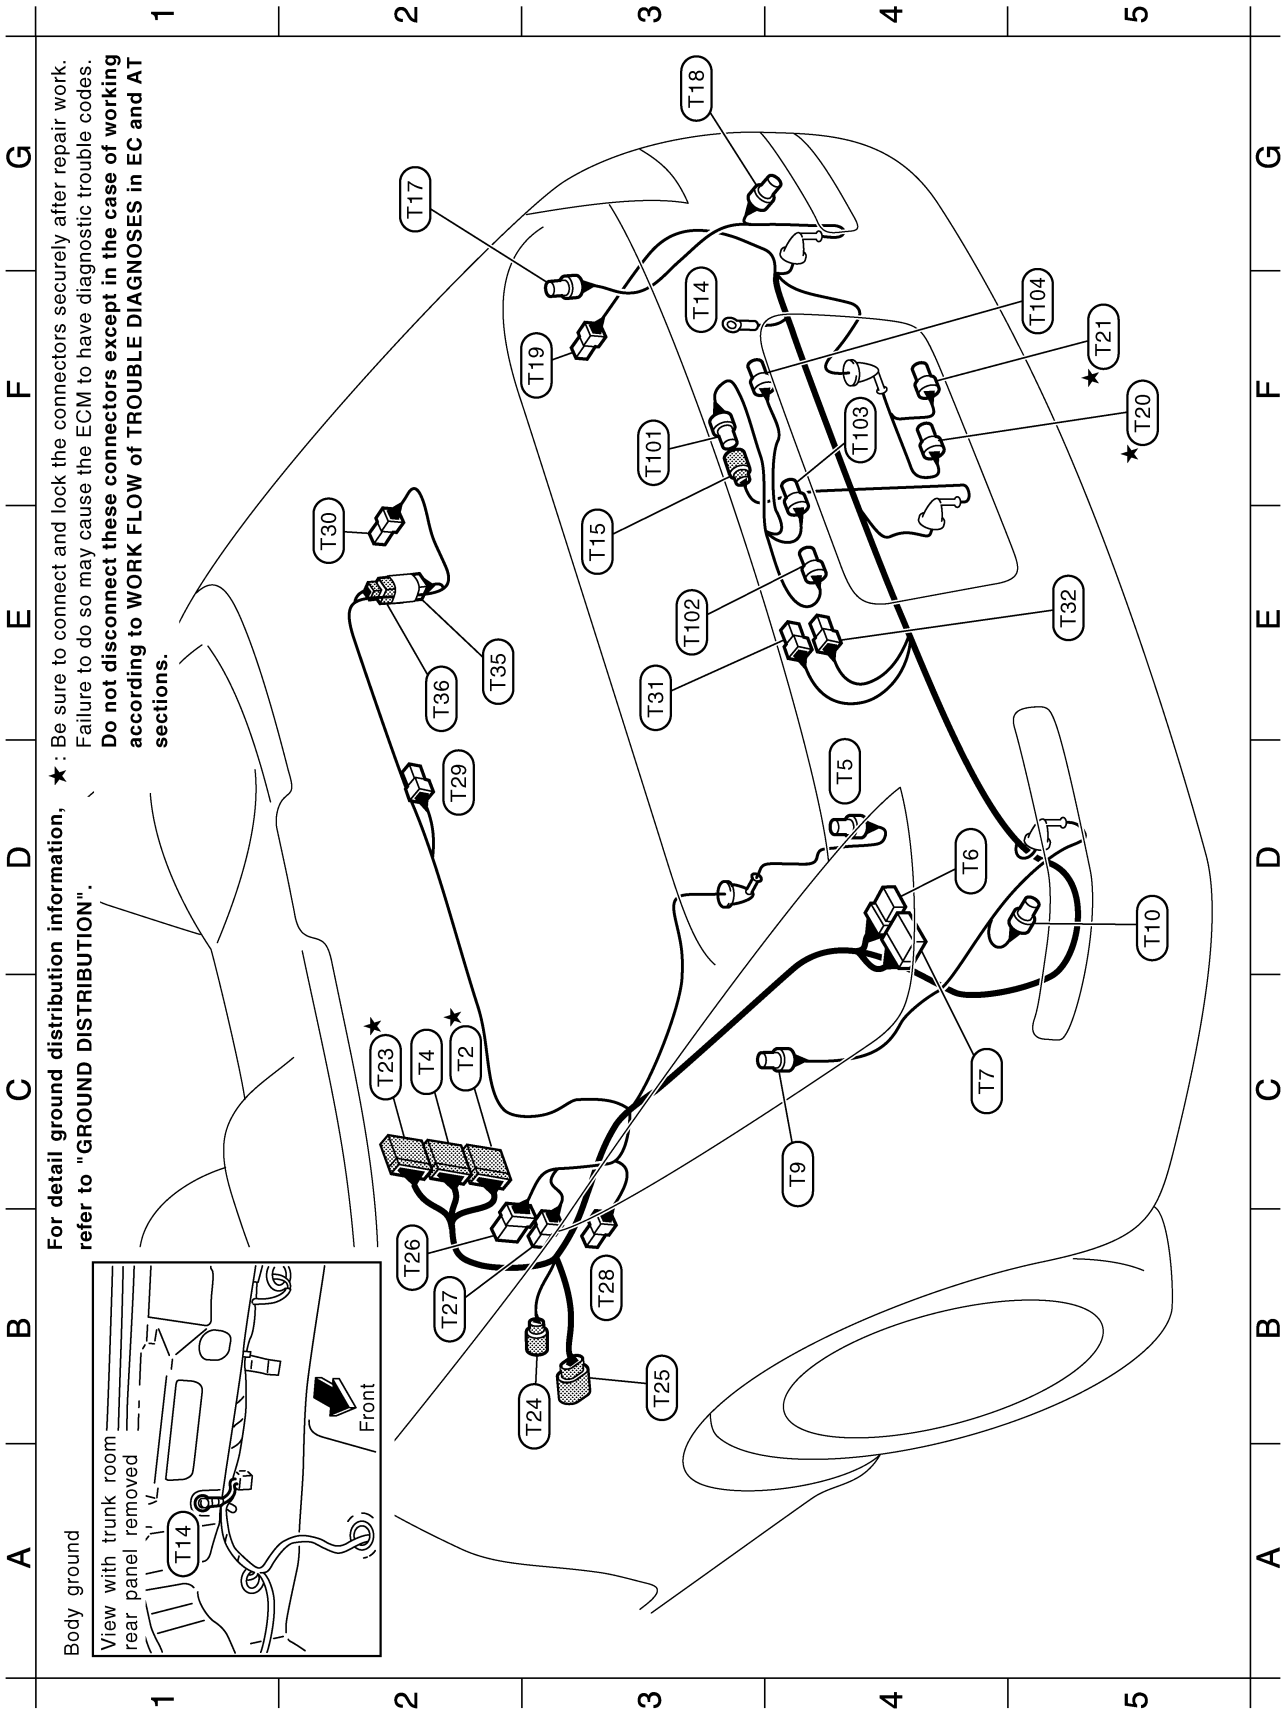 A B C D E F G
1
2
3
4
5
For detail ground distribution information,
refer to "GROUND DISTRIBUTION".
★ : Be sure to connect and lock the connectors securely after repair work.
Failure to do so may cause the ECM to have diagnostic trouble codes.
Do not disconnect these connectors except in the case of working
according to WORK FLOW of TROUBLE DIAGNOSES in EC and AT
sections.
Body ground
View with trunk room
rear panel removed
T14
Front
T30
T36
T35
T29
★
T23
T4
★
T2
T26
T27
T28
T24
T25
T17
T18
T19
T14
T101
T15
T102
T31
T103
T104
★
T21
★
T20
T32
T5
T6
T10
T7
T9
1
2
3
4
5
A B C D E F G